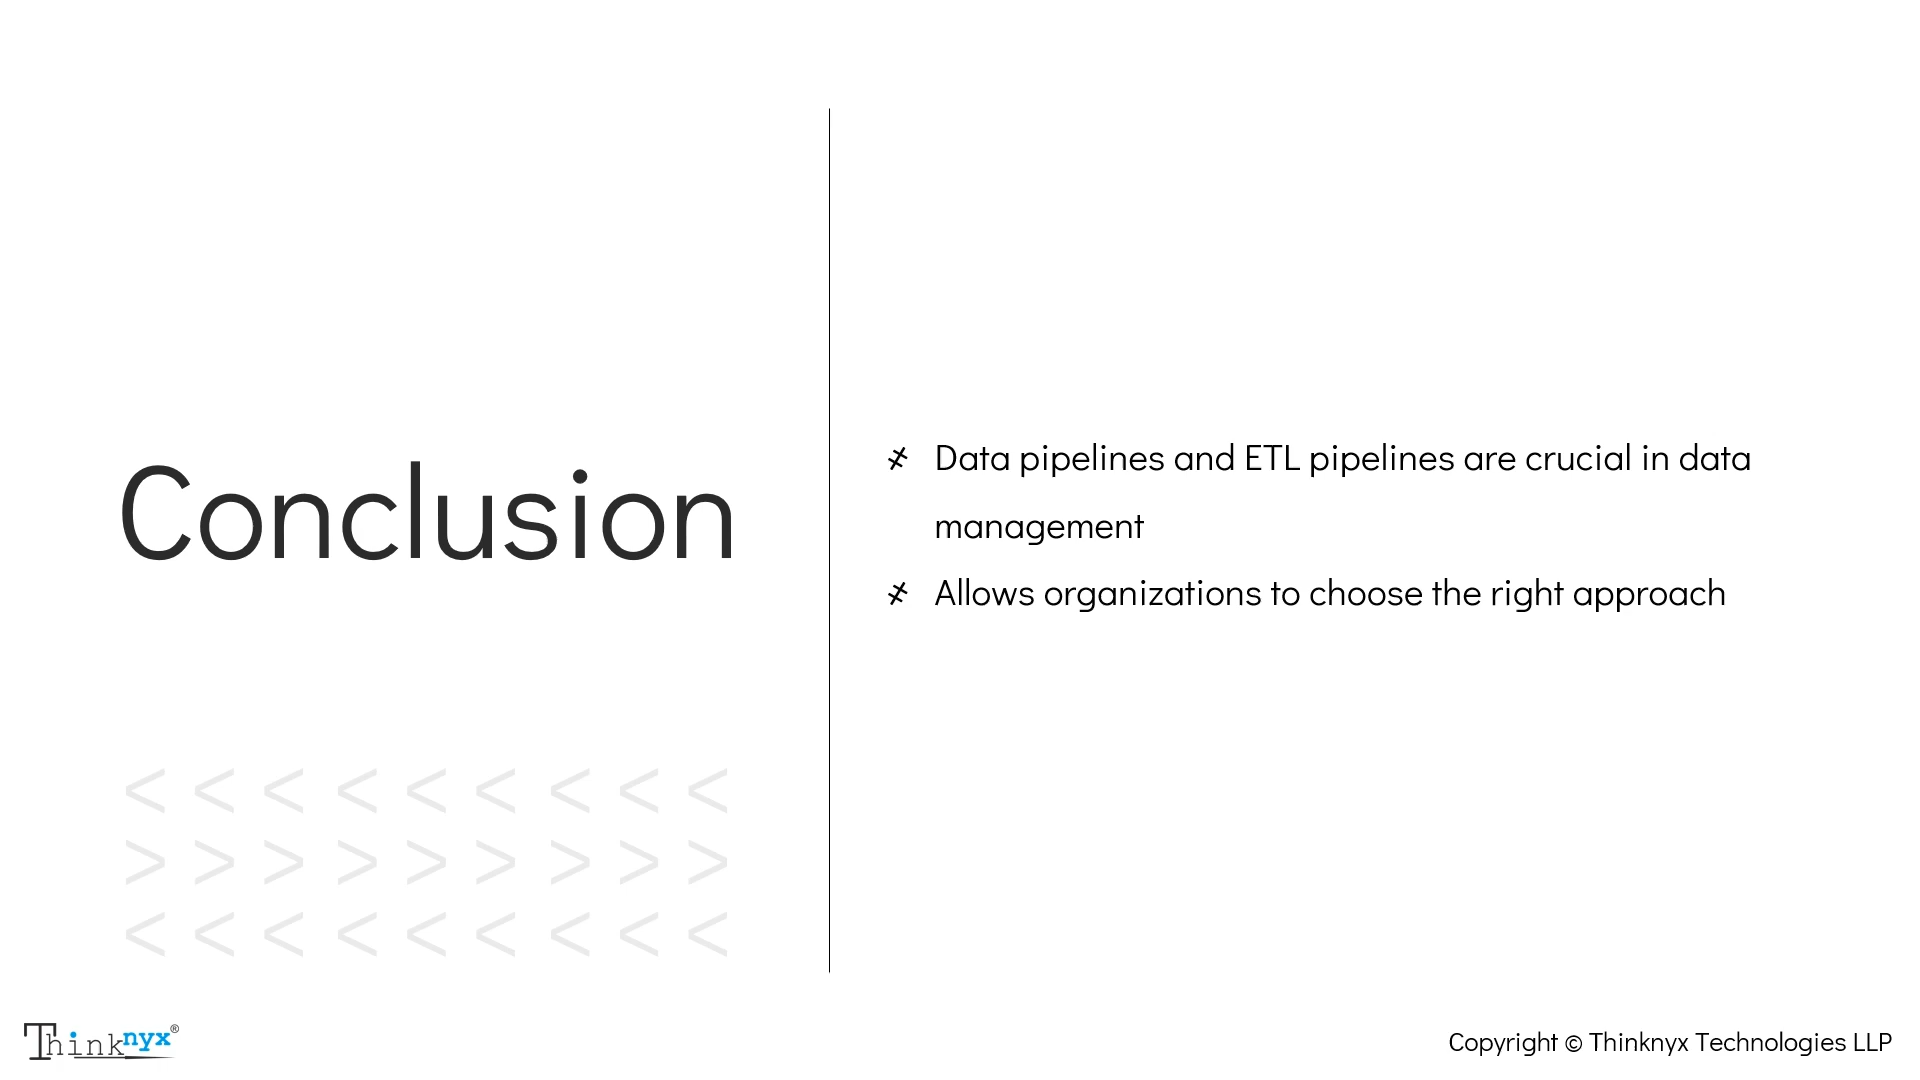 Conclusion
Data pipelines and ETL pipelines are crucial in data
management
Allows organizations to choose the right approach
< < < < < < < < <
> > > > > > > > >
< < < < < < < < <
Thinknyx®
Copyright © Thinknyx Technologies LLP